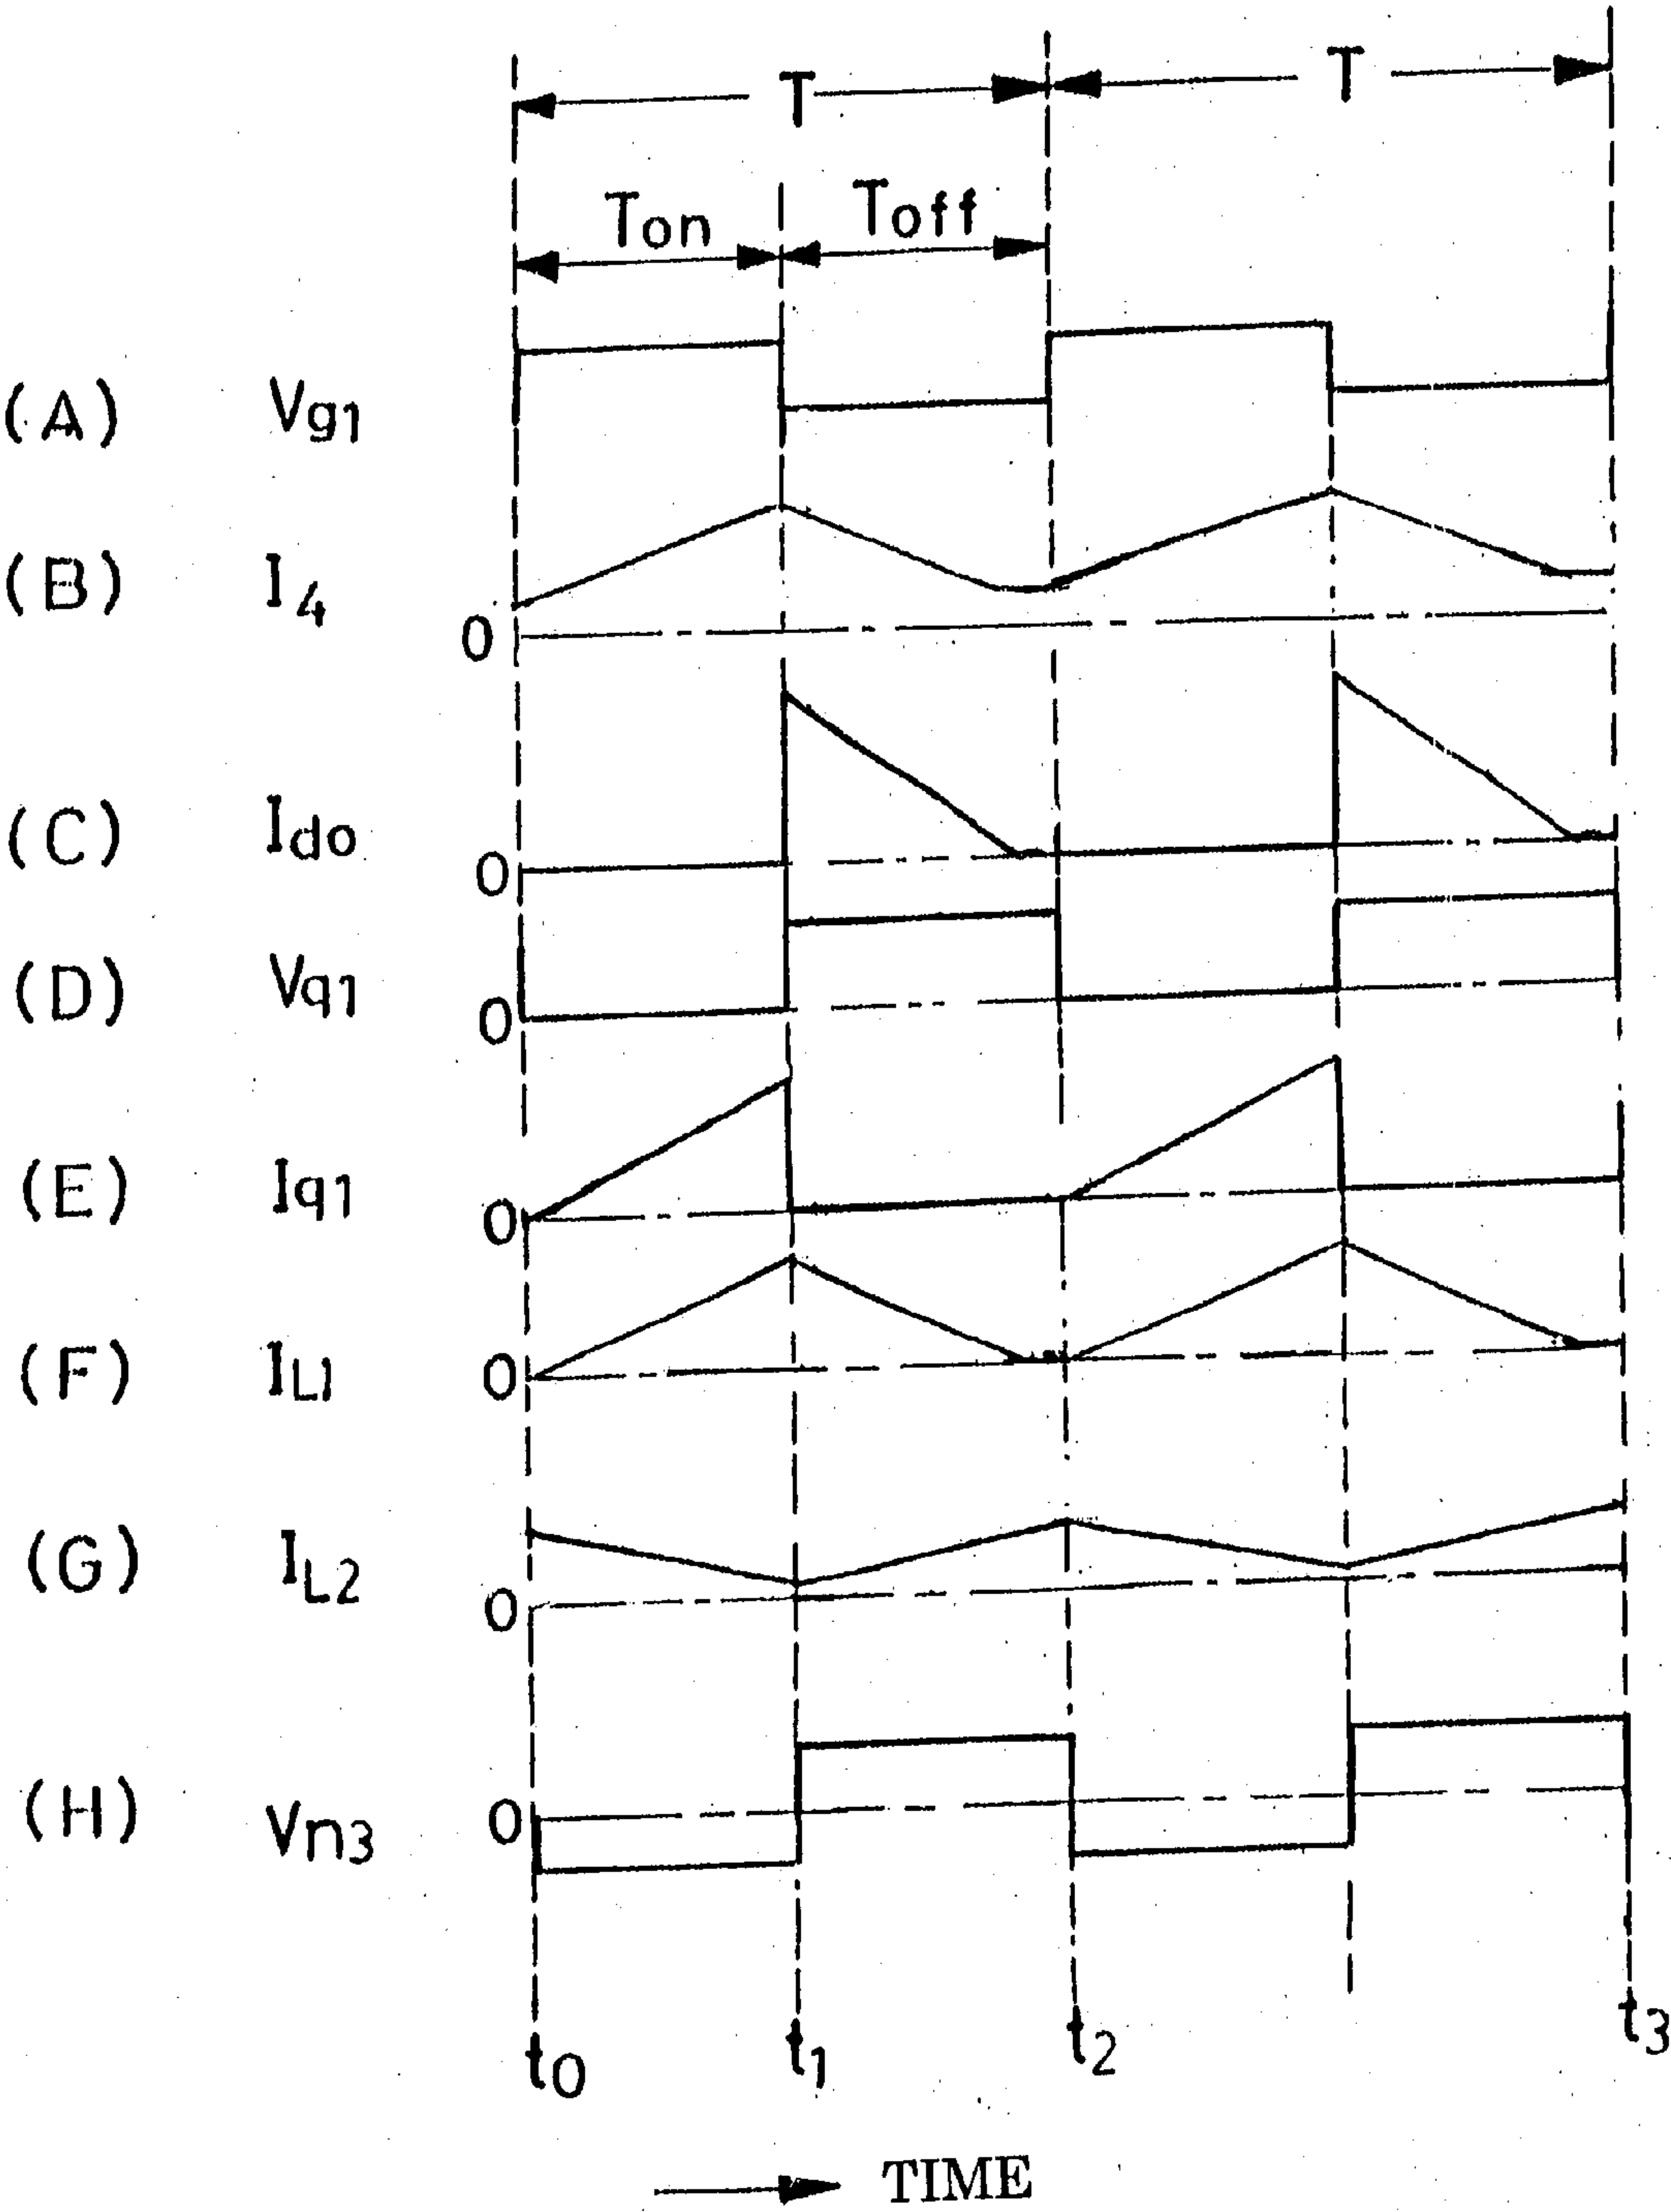 T T
Ton Toff
(A) Vg1
(B) I4
0
(C) Ido
0
(D) Vq1
0
(E) Iq1
0
(F) IL1
0
(G) IL2
0
(H) Vn3
0
t0 t1 t2 t3
TIME